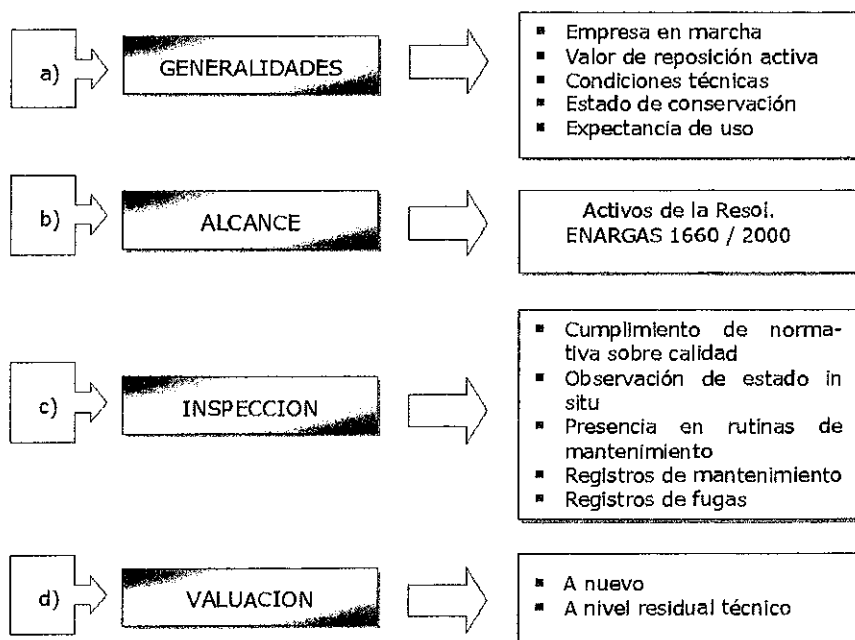 a)
GENERALIDADES
▪ Empresa en marcha
▪ Valor de reposición activa
▪ Condiciones técnicas
▪ Estado de conservación
▪ Expectancia de uso
b)
ALCANCE
Activos de la Resol.
ENARGAS 1660 / 2000
c)
INSPECCION
▪ Cumplimiento de norma-
tiva sobre calidad
▪ Observación de estado in
situ
▪ Presencia en rutinas de
mantenimiento
▪ Registros de mantenimiento
▪ Registros de fugas
d)
VALUACION
▪ A nuevo
▪ A nivel residual técnico